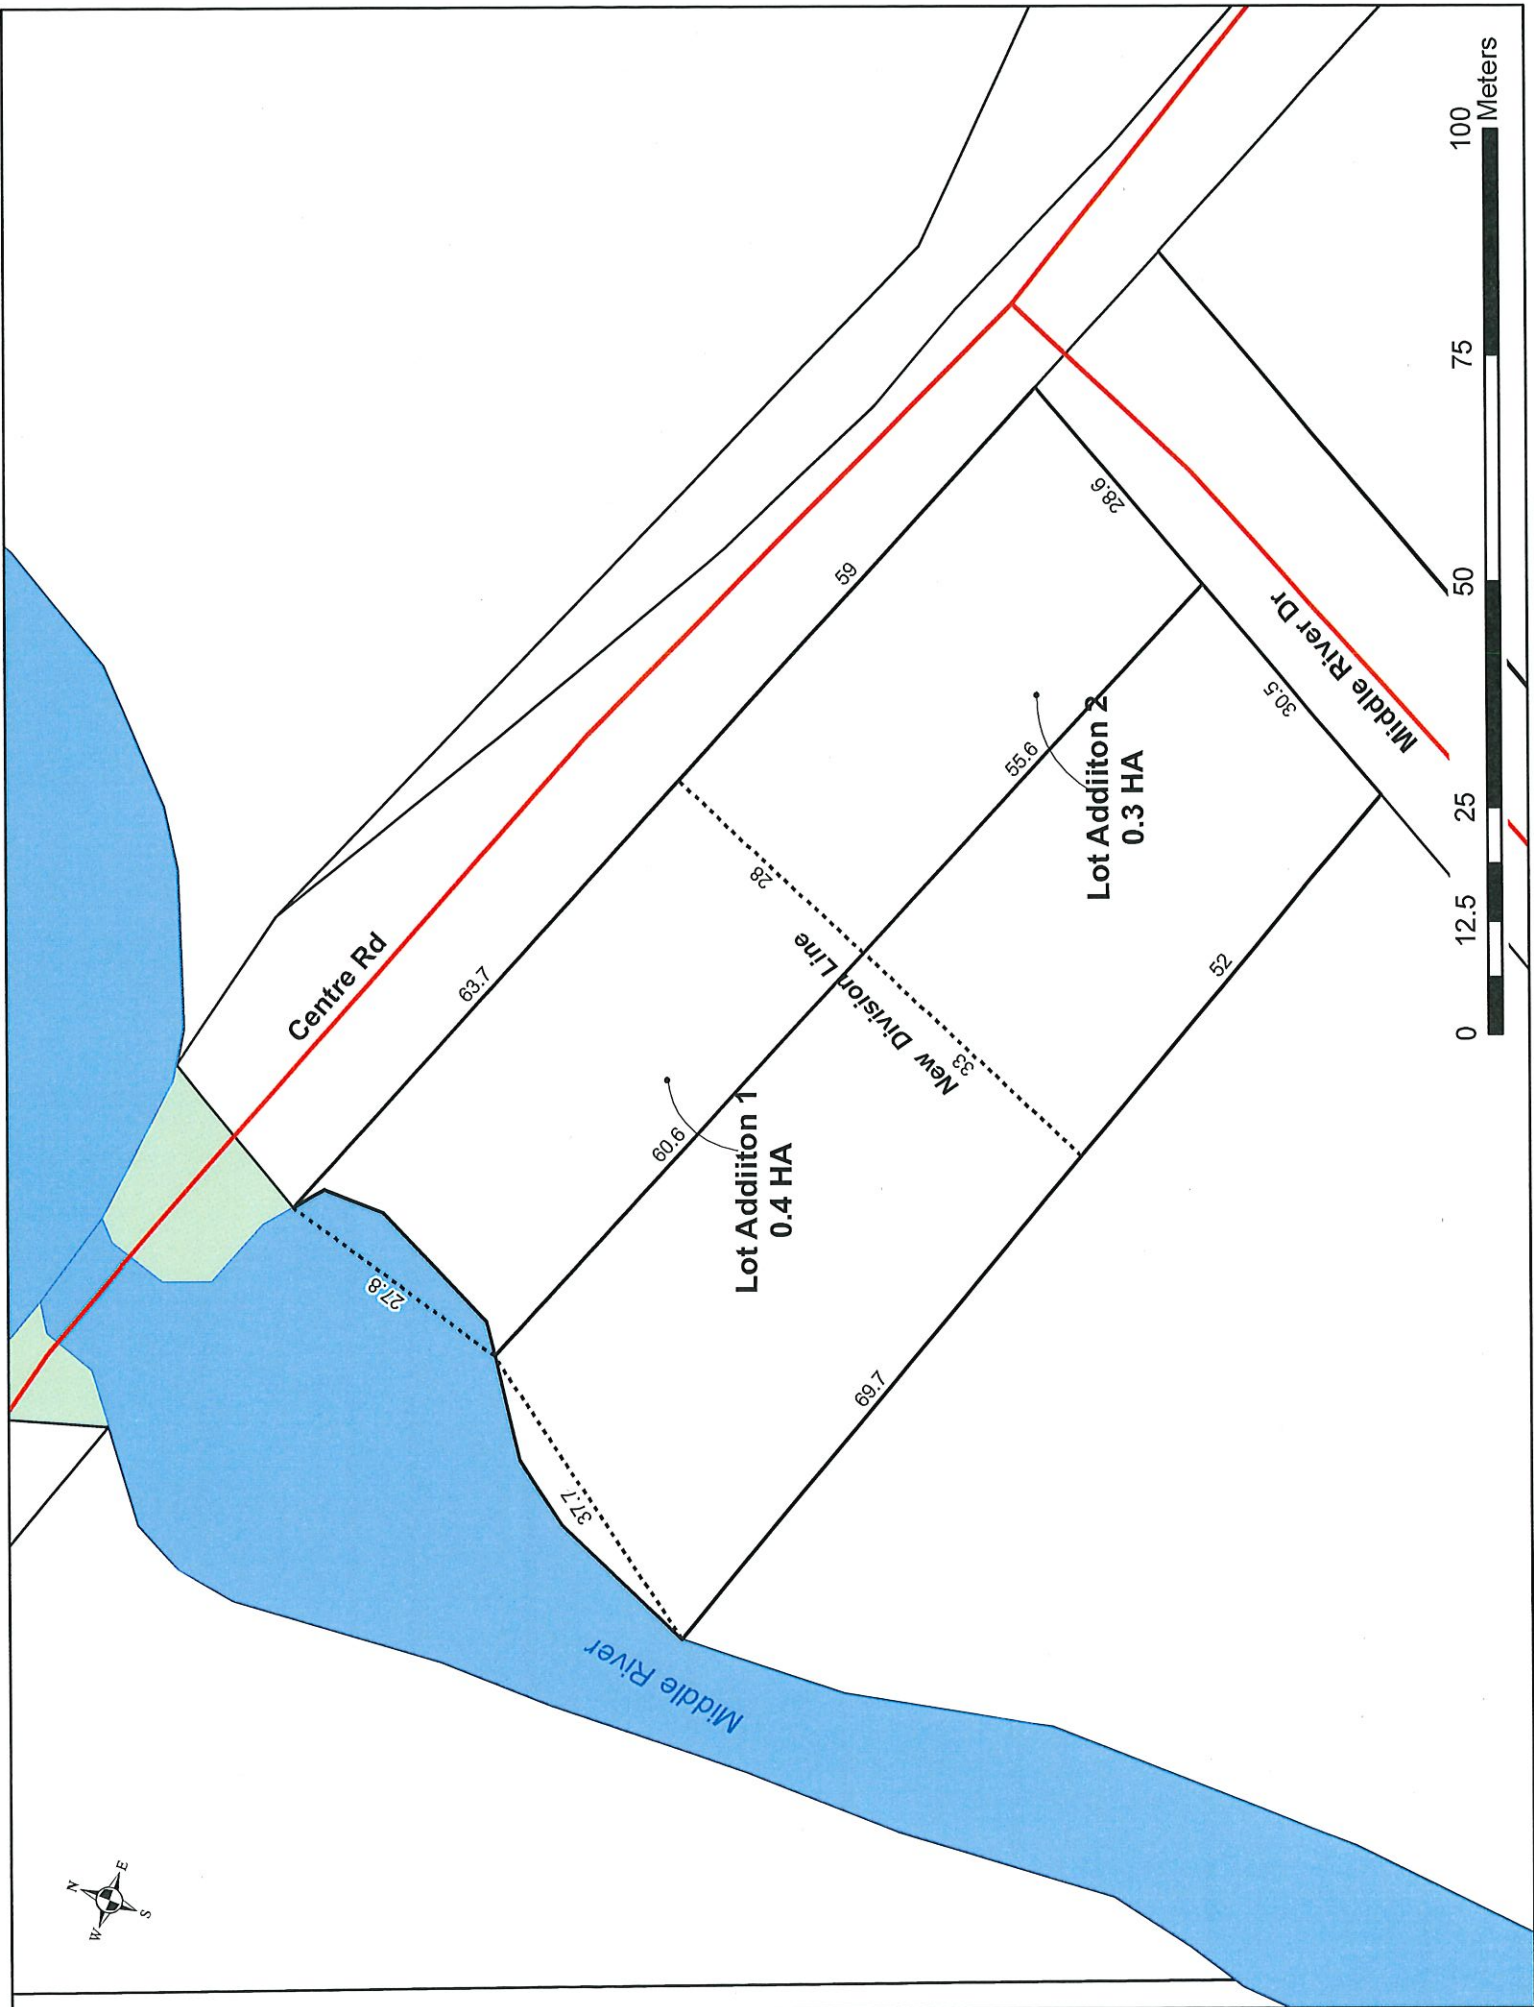 Centre Rd
63.7
59
28.6
27.8
28
60.6
55.6
Lot Addiiton 1
0.4 HA
Lot Addiiton 2
0.3 HA
New Division Line
33
30.5
Middle River Dr
37.7
69.7
52
Middle River
N
E
S
W
0 12.5 25 50 75 100
Meters